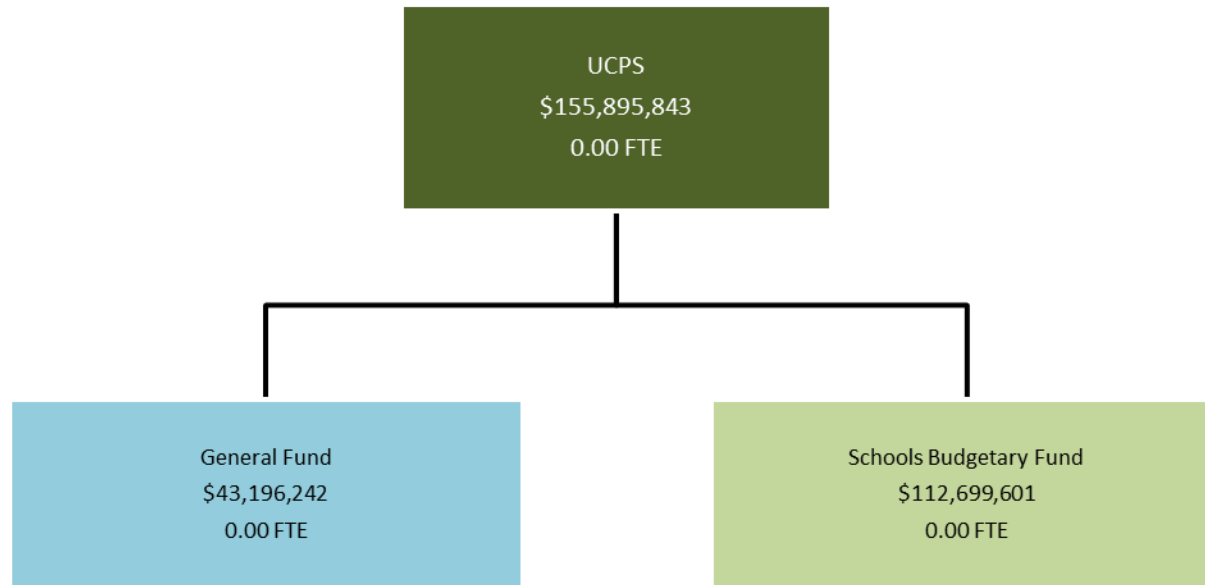 UCPS
$155,895,843
0.00 FTE
General Fund
$43,196,242
0.00 FTE
Schools Budgetary Fund
$112,699,601
0.00 FTE